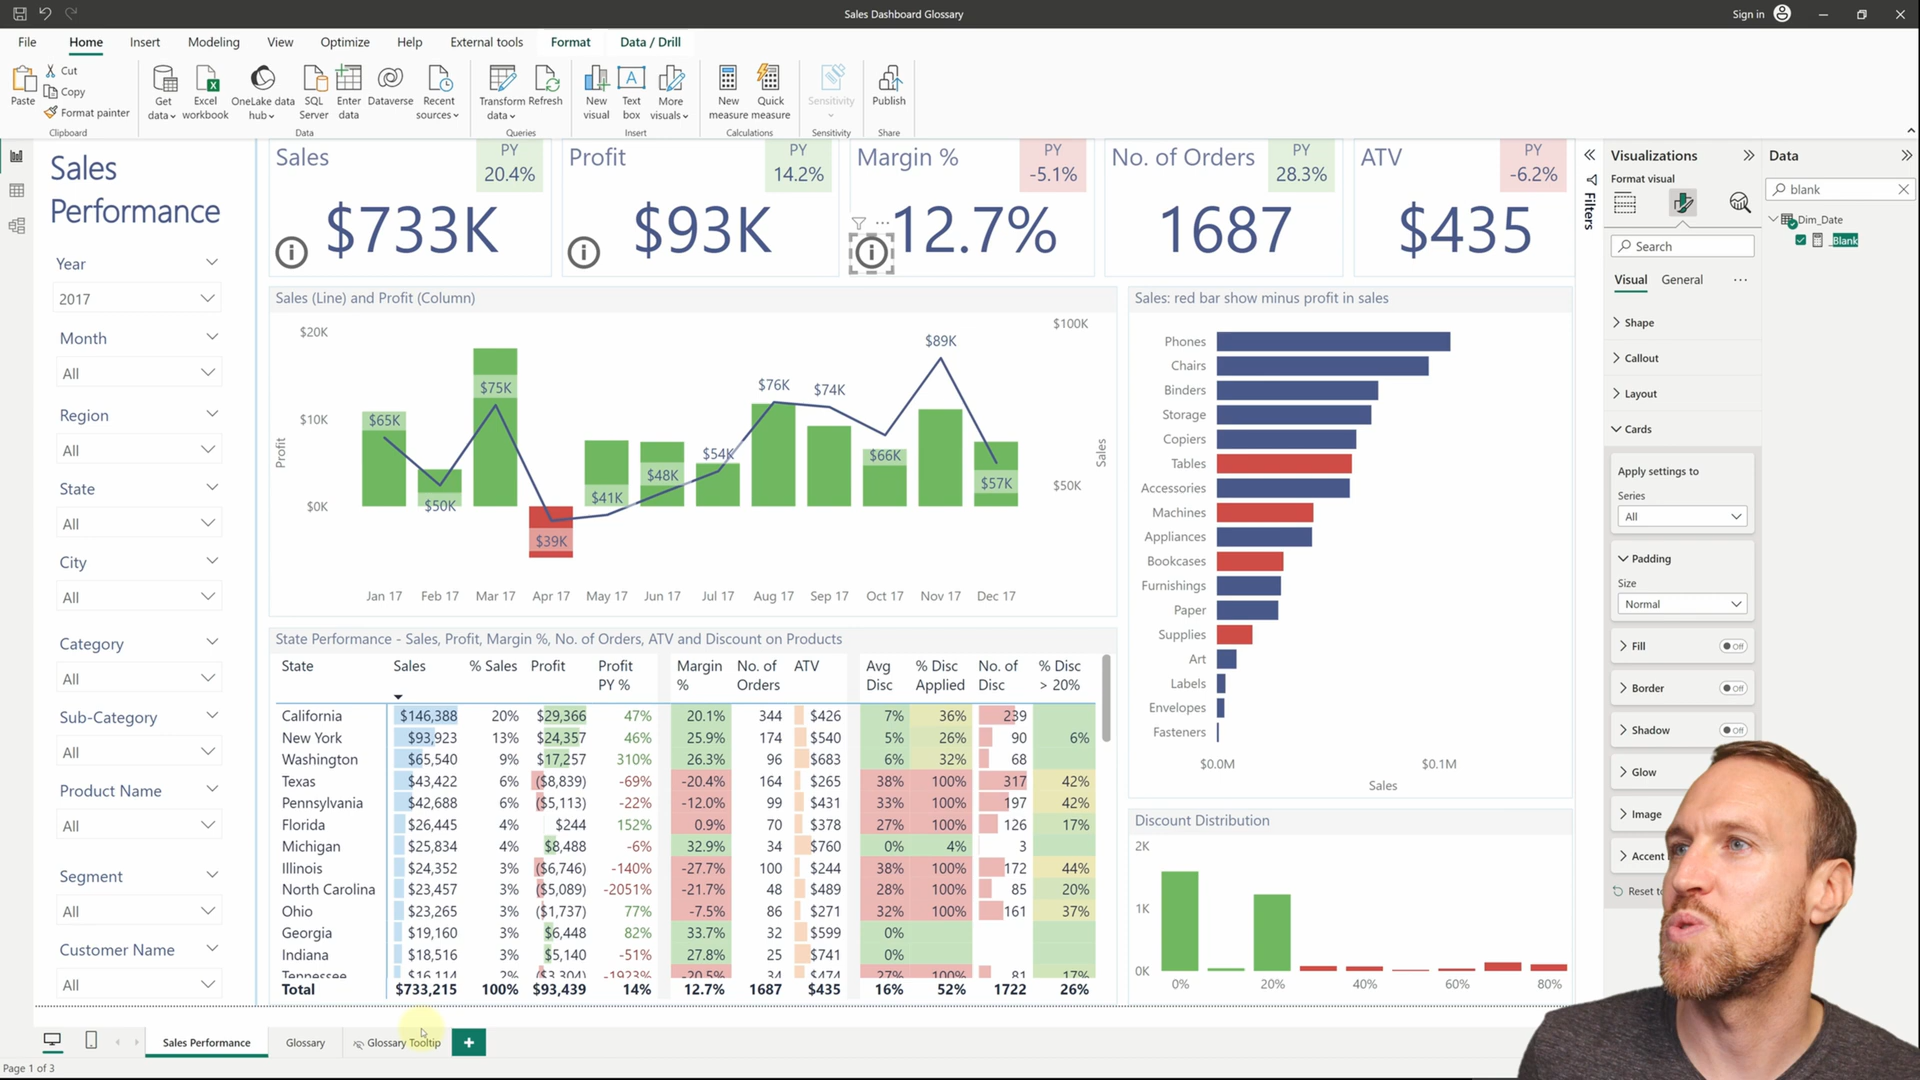 Sales Dashboard Glossary
Sign in
File Home Insert Modeling View Optimize Help External tools Format Data / Drill
Paste
Cut
Copy
Format painter
Get data
Excel workbook
OneLake data hub
SQL Server
Enter data
Dataverse
Recent sources
Transform data
Refresh
New visual
Text box
More visuals
New measure
Quick measure
Sensitivity
Publish
Clipboard Data Queries Insert Calculations Sensitivity Share
Sales
Performance
Year
2017
Month
All
Region
All
State
All
City
All
Category
All
Sub-Category
All
Product Name
All
Segment
All
Customer Name
All
Sales
PY
20.4%
$733K
Profit
PY
14.2%
$93K
Margin %
PY
-5.1%
12.7%
No. of Orders
PY
28.3%
1687
ATV
PY
-6.2%
$435
Sales (Line) and Profit (Column)
$20K
$10K
$0K
Profit
$100K
$50K
Sales
$65K
$50K
$75K
$39K
$41K
$48K
$54K
$76K
$74K
$66K
$89K
$57K
Jan 17 Feb 17 Mar 17 Apr 17 May 17 Jun 17 Jul 17 Aug 17 Sep 17 Oct 17 Nov 17 Dec 17
Sales: red bar show minus profit in sales
Phones
Chairs
Binders
Storage
Copiers
Tables
Accessories
Machines
Appliances
Bookcases
Furnishings
Paper
Supplies
Art
Labels
Envelopes
Fasteners
$0.0M $0.1M
Sales
State Performance - Sales, Profit, Margin %, No. of Orders, ATV and Discount on Products
State Sales % Sales Profit Profit PY % Margin % No. of Orders ATV Avg Disc % Disc Applied No. of Disc % Disc > 20%
California $146,388 20% $29,366 47% 20.1% 344 $426 7% 36% 239
New York $93,923 13% $24,357 46% 25.9% 174 $540 5% 26% 90 6%
Washington $65,540 9% $17,257 310% 26.3% 96 $683 6% 32% 68
Texas $43,422 6% ($8,839) -69% -20.4% 164 $265 38% 100% 317 42%
Pennsylvania $42,688 6% ($5,113) -22% -12.0% 99 $431 33% 100% 197 42%
Florida $26,445 4% $244 152% 0.9% 70 $378 27% 100% 126 17%
Michigan $25,834 4% $8,488 -6% 32.9% 34 $760 0% 4% 3
Illinois $24,352 3% ($6,746) -140% -27.7% 100 $244 38% 100% 172 44%
North Carolina $23,457 3% ($5,089) -2051% -21.7% 48 $489 28% 100% 85 20%
Ohio $23,265 3% ($1,737) 77% -7.5% 86 $271 32% 100% 161 37%
Georgia $19,160 3% $6,448 82% 33.7% 32 $599 0%
Indiana $18,516 3% $5,140 -51% 27.8% 25 $741 0%
Tennessee $16,114 2% ($3,304) -1923% -20.5% 34 $474 27% 100% 81 17%
Total $733,215 100% $93,439 14% 12.7% 1687 $435 16% 52% 1722 26%
Discount Distribution
2K
1K
0K
0% 20% 40% 60% 80%
Filters
Visualizations
Format visual
Search
Visual General
Shape
Callout
Layout
Cards
Apply settings to
Series
All
Padding
Size
Normal
Fill Off
Border Off
Shadow Off
Glow
Image
Accent
Reset to
Data
blank
Dim_Date
_Blank
Sales Performance Glossary Glossary Tooltip
Page 1 of 3